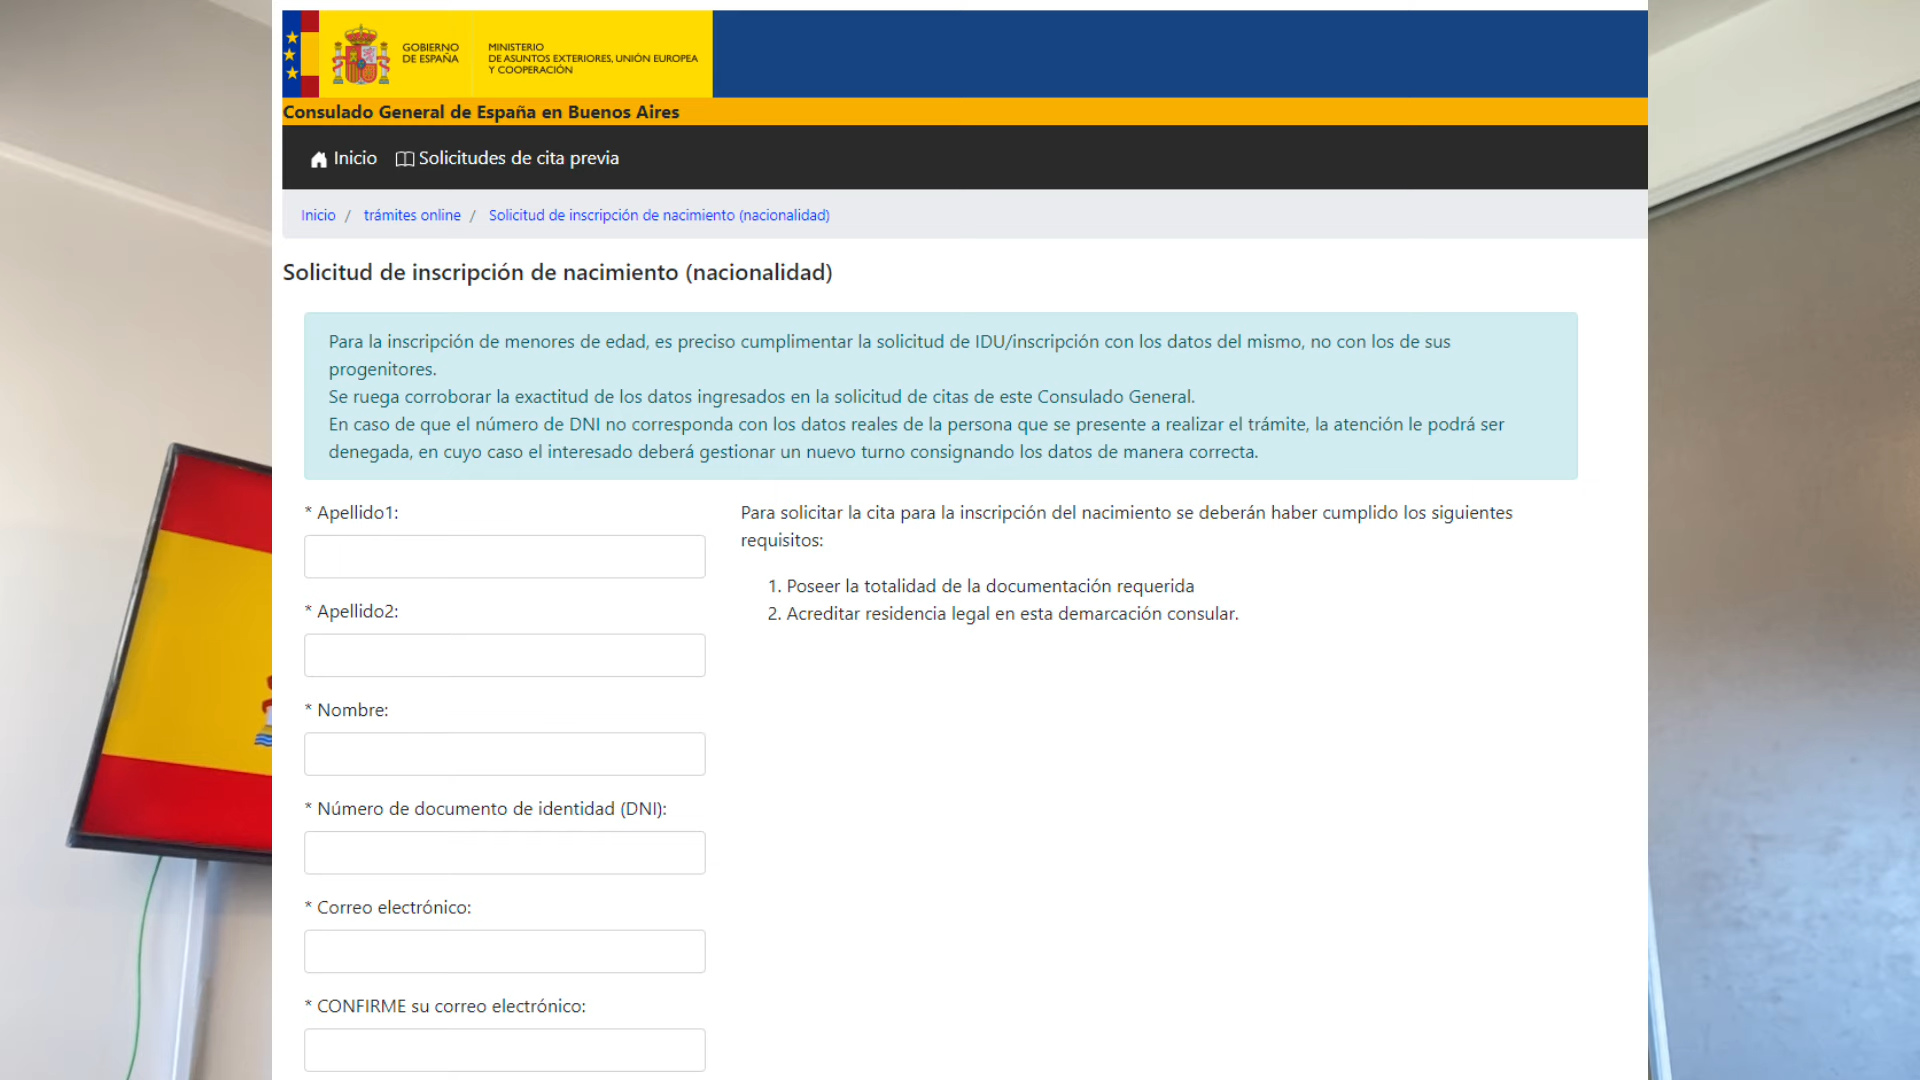 GOBIERNO
DE ESPAÑA
MINISTERIO
DE ASUNTOS EXTERIORES, UNIÓN EUROPEA
Y COOPERACIÓN
Consulado General de España en Buenos Aires
Inicio
Solicitudes de cita previa
Inicio / trámites online / Solicitud de inscripción de nacimiento (nacionalidad)
Solicitud de inscripción de nacimiento (nacionalidad)
Para la inscripción de menores de edad, es preciso cumplimentar la solicitud de IDU/inscripción con los datos del mismo, no con los de sus
progenitores.
Se ruega corroborar la exactitud de los datos ingresados en la solicitud de citas de este Consulado General.
En caso de que el número de DNI no corresponda con los datos reales de la persona que se presente a realizar el trámite, la atención le podrá ser
denegada, en cuyo caso el interesado deberá gestionar un nuevo turno consignando los datos de manera correcta.
* Apellido1:
* Apellido2:
* Nombre:
* Número de documento de identidad (DNI):
* Correo electrónico:
* CONFIRME su correo electrónico:
Para solicitar la cita para la inscripción del nacimiento se deberán haber cumplido los siguientes
requisitos:
1. Poseer la totalidad de la documentación requerida
2. Acreditar residencia legal en esta demarcación consular.